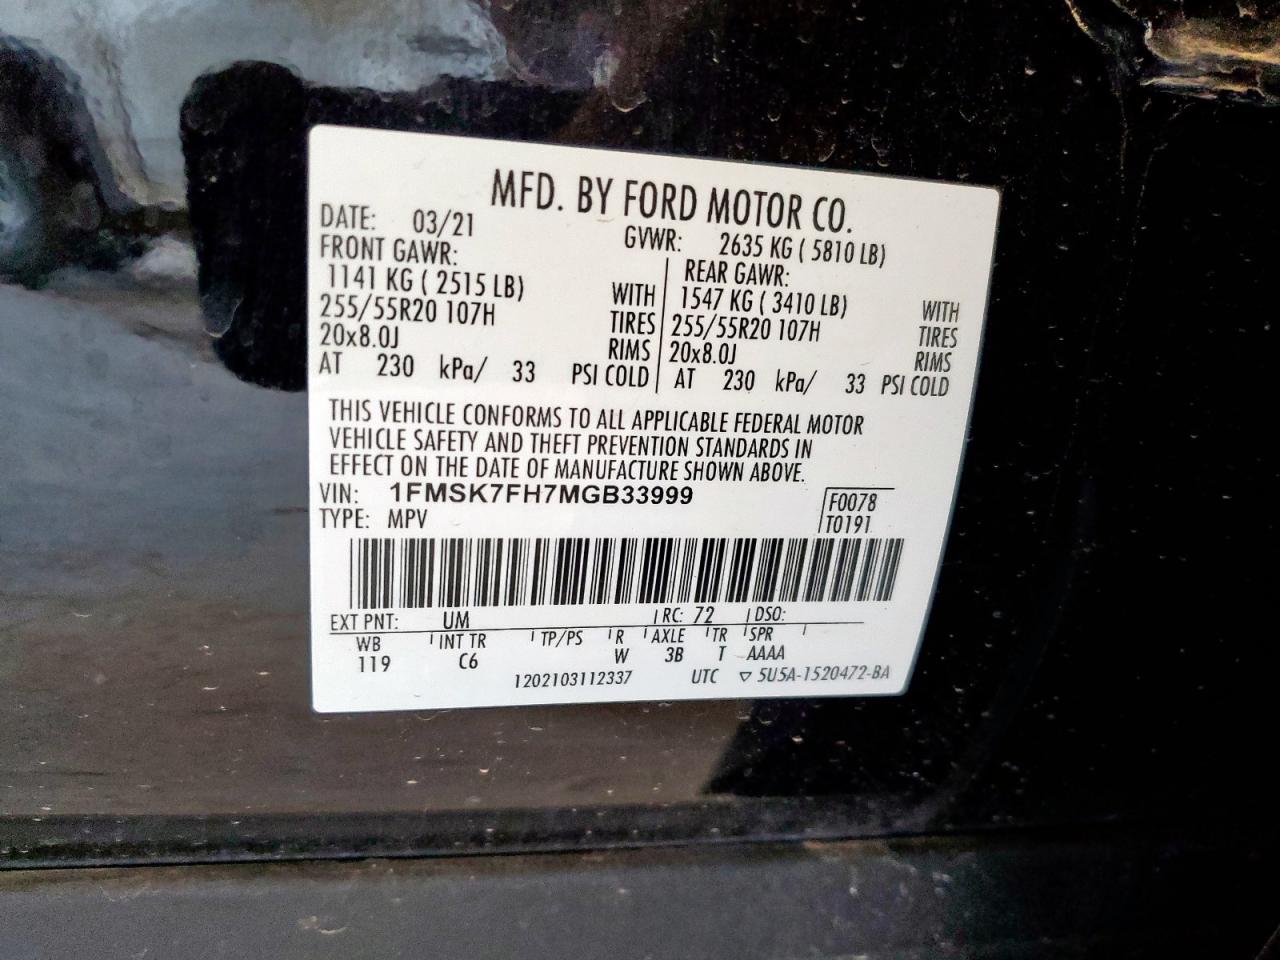 MFD. BY FORD MOTOR CO.
DATE: 03/21 GVWR: 2635 KG ( 5810 LB)
FRONT GAWR: REAR GAWR:
1141 KG ( 2515 LB) WITH 1547 KG ( 3410 LB) WITH
255/55R20 107H TIRES 255/55R20 107H TIRES
20x8.0J RIMS 20x8.0J RIMS
AT 230 kPa/ 33 PSI COLD AT 230 kPa/ 33 PSI COLD
THIS VEHICLE CONFORMS TO ALL APPLICABLE FEDERAL MOTOR
VEHICLE SAFETY AND THEFT PREVENTION STANDARDS IN
EFFECT ON THE DATE OF MANUFACTURE SHOWN ABOVE.
VIN: 1FMSK7FH7MGB33999 F0078
TYPE: MPV T0191
EXT PNT: UM RC: 72 DSO:
WB INT TR TP/PS R AXLE TR SPR
119 C6 W 3B T AAAA
1202103112337 UTC ▽ 5U5A-1520472-BA